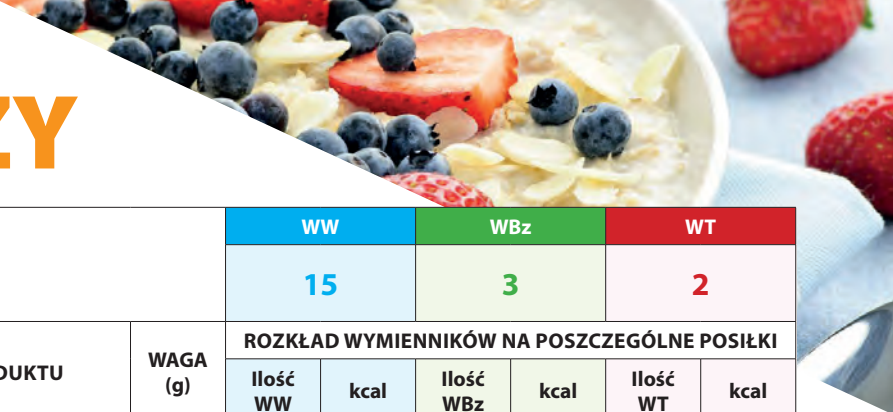 ZY
WW WBz WT
15 3 2
ROZKŁAD WYMIENNIKÓW NA POSZCZEGÓLNE POSIŁKI
DUKTU WAGA (g)
Ilość WW kcal Ilość WBz kcal Ilość WT kcal